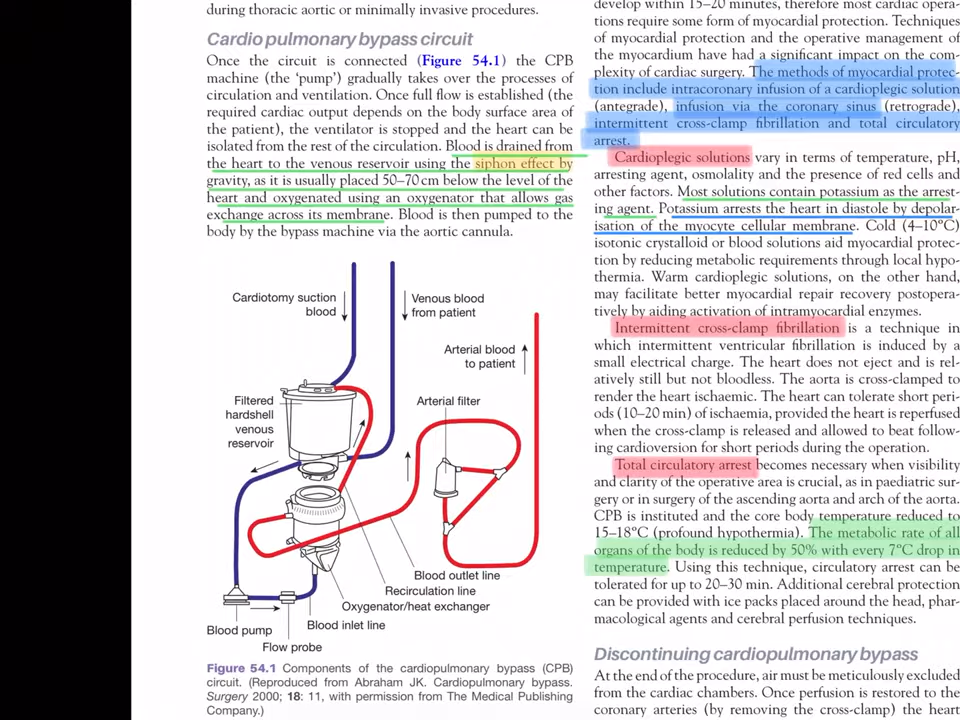 during thoracic aortic or minimally invasive procedures.
Cardio pulmonary bypass circuit
Once the circuit is connected (Figure 54.1) the CPB
machine (the ‘pump’) gradually takes over the processes of
circulation and ventilation. Once full flow is established (the
required cardiac output depends on the body surface area of
the patient), the ventilator is stopped and the heart can be
isolated from the rest of the circulation. Blood is drained from
the heart to the venous reservoir using the siphon effect by
gravity, as it is usually placed 50–70 cm below the level of the
heart and oxygenated using an oxygenator that allows gas
exchange across its membrane. Blood is then pumped to the
body by the bypass machine via the aortic cannula.
Cardiotomy suction
blood
Venous blood
from patient
Arterial blood
to patient
Filtered
hardshell
venous
reservoir
Arterial filter
Blood outlet line
Recirculation line
Oxygenator/heat exchanger
Blood inlet line
Blood pump
Flow probe
Figure 54.1 Components of the cardiopulmonary bypass (CPB)
circuit. (Reproduced from Abraham JK. Cardiopulmonary bypass.
Surgery 2000; 18: 11, with permission from The Medical Publishing
Company.)
develop within 15–20 minutes, therefore most cardiac opera-
tions require some form of myocardial protection. Techniques
of myocardial protection and the operative management of
the myocardium have had a significant impact on the com-
plexity of cardiac surgery. The methods of myocardial protec-
tion include intracoronary infusion of a cardioplegic solution
(antegrade), infusion via the coronary sinus (retrograde),
intermittent cross-clamp fibrillation and total circulatory
arrest.
Cardioplegic solutions vary in terms of temperature, pH,
arresting agent, osmolality and the presence of red cells and
other factors. Most solutions contain potassium as the arrest-
ing agent. Potassium arrests the heart in diastole by depolar-
isation of the myocyte cellular membrane. Cold (4–10°C)
isotonic crystalloid or blood solutions aid myocardial protec-
tion by reducing metabolic requirements through local hypo-
thermia. Warm cardioplegic solutions, on the other hand,
may facilitate better myocardial repair recovery postopera-
tively by aiding activation of intramyocardial enzymes.
Intermittent cross-clamp fibrillation is a technique in
which intermittent ventricular fibrillation is induced by a
small electrical charge. The heart does not eject and is rel-
atively still but not bloodless. The aorta is cross-clamped to
render the heart ischaemic. The heart can tolerate short peri-
ods (10–20 min) of ischaemia, provided the heart is reperfused
when the cross-clamp is released and allowed to beat follow-
ing cardioversion for short periods during the operation.
Total circulatory arrest becomes necessary when visibility
and clarity of the operative area is crucial, as in paediatric sur-
gery or in surgery of the ascending aorta and arch of the aorta.
CPB is instituted and the core body temperature reduced to
15–18°C (profound hypothermia). The metabolic rate of all
organs of the body is reduced by 50% with every 7°C drop in
temperature. Using this technique, circulatory arrest can be
tolerated for up to 20–30 min. Additional cerebral protection
can be provided with ice packs placed around the head, phar-
macological agents and cerebral perfusion techniques.
Discontinuing cardiopulmonary bypass
At the end of the procedure, air must be meticulously excluded
from the cardiac chambers. Once perfusion is restored to the
coronary arteries (by removing the cross-clamp) the heart